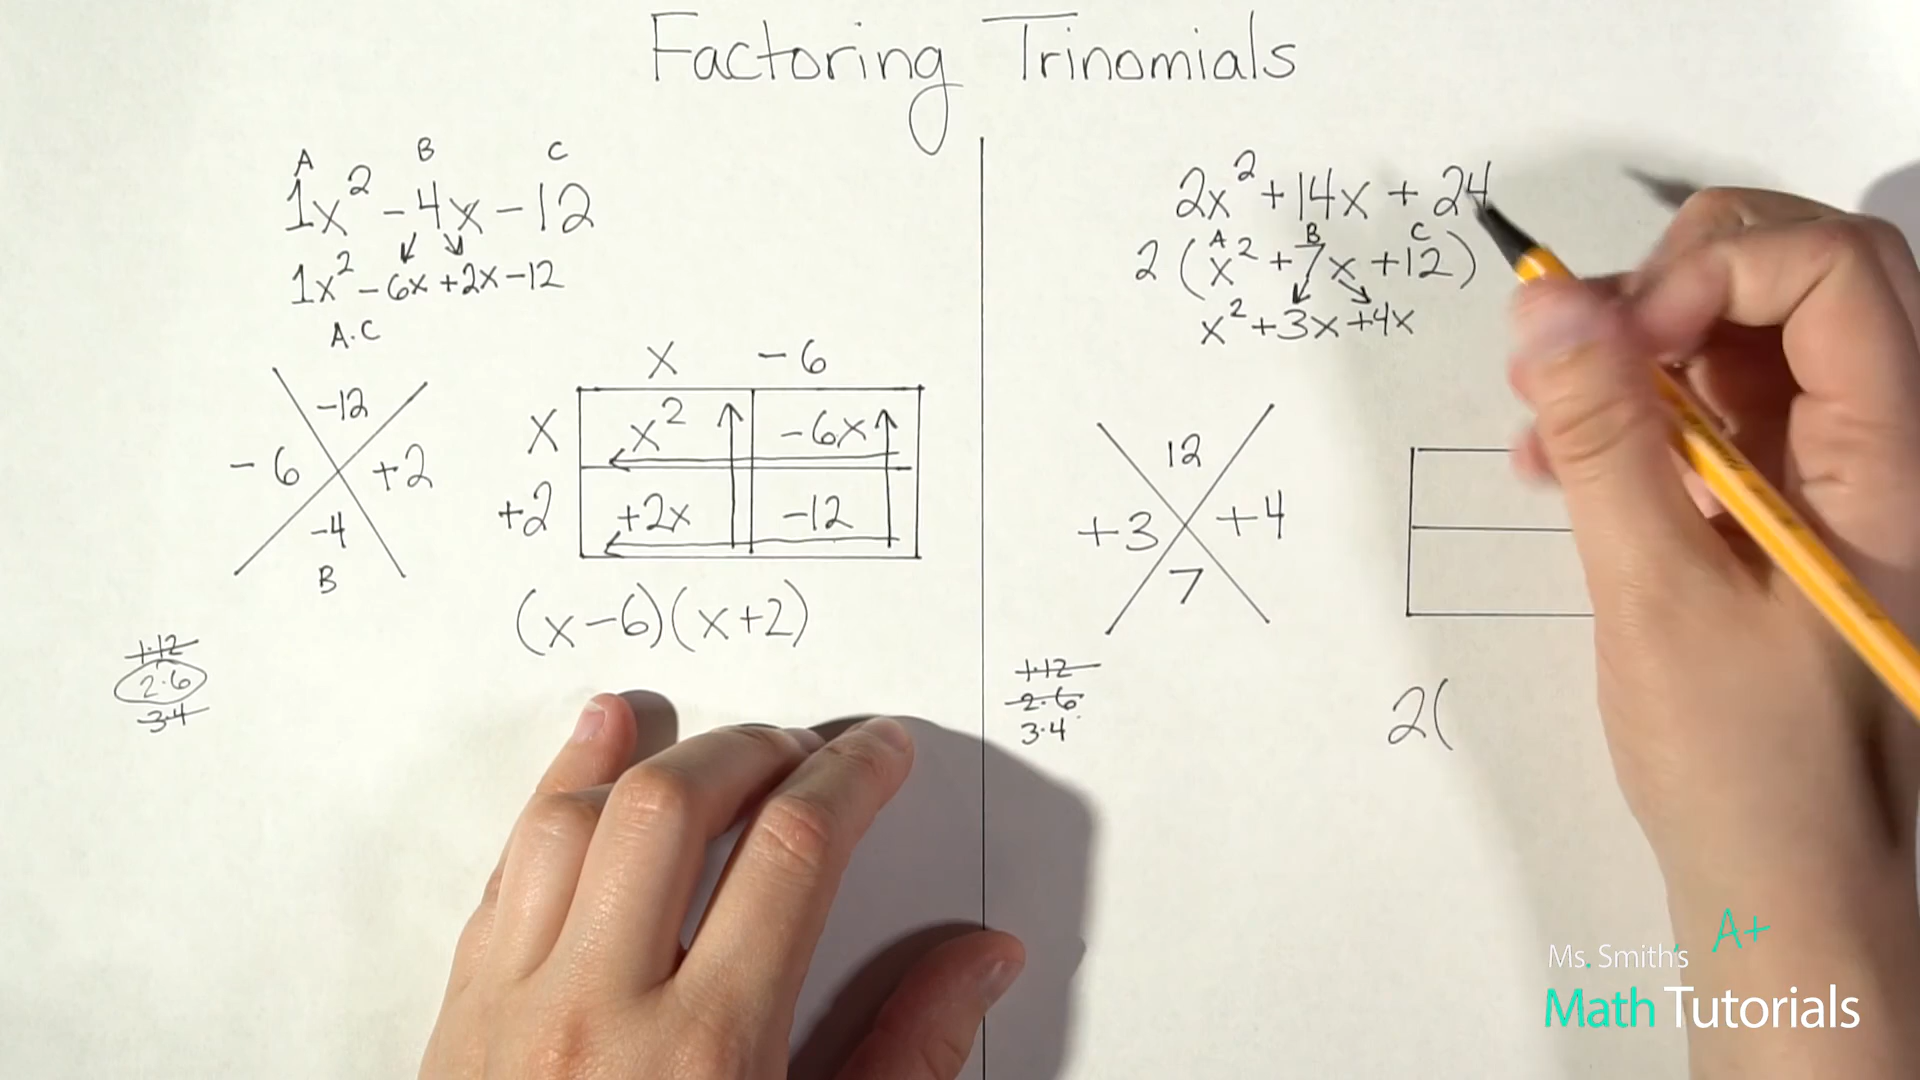 Factoring Trinomials
A B C
1x² -4x -12
1x² -6x +2x -12
A·C
-12
-6 +2
-4
B
1·12
2·6
3·4
x -6
x x² -6x
+2 +2x -12
(x-6)(x+2)
2x² +14x + 24
A B C
2(x² +7x +12)
x² +3x +4x
12
+3 +4
7
1·12
2·6
3·4
2(
Ms. Smith's A+
Math Tutorials